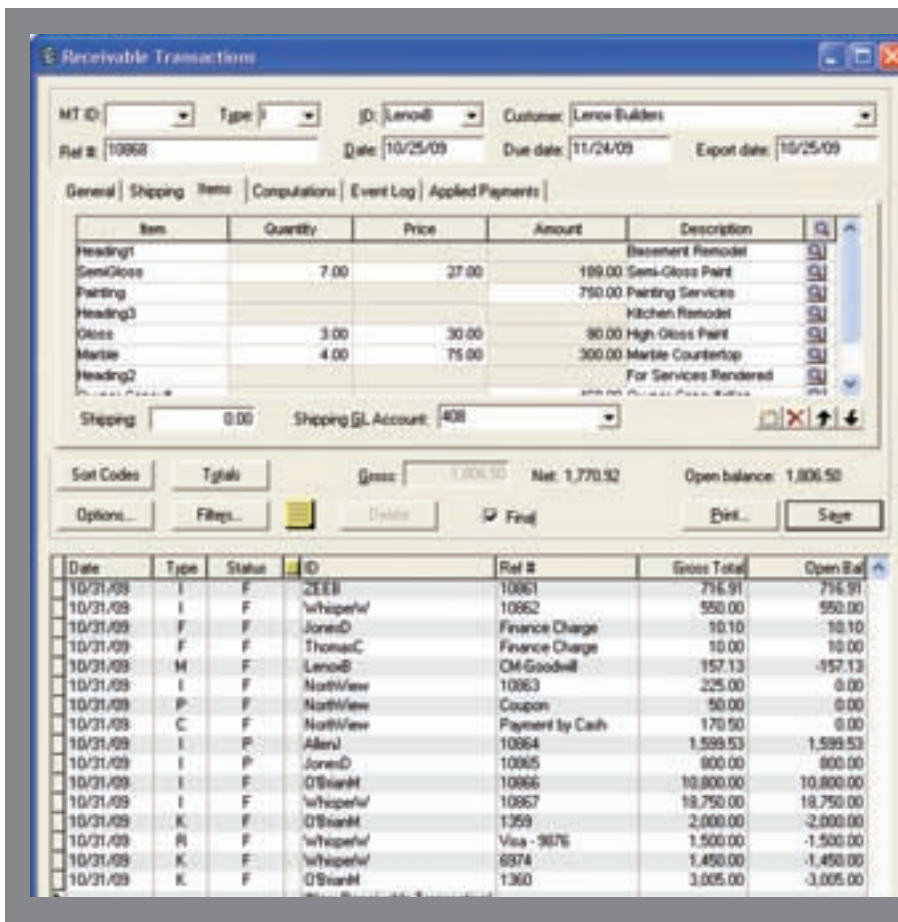 Receivable Transactions
MT ID: Type: I ID: LenoxB Customer: Lenox Builders
Ref #: 10868 Date: 10/25/09 Due date: 11/24/09 Export date: 10/25/09
General Shipping Items Computations Event Log Applied Payments
Item Quantity Price Amount Description
Heading1 Basement Remodel
SemiGloss 7.00 27.00 189.00 Semi-Gloss Paint
Painting 750.00 Painting Services
Heading3 Kitchen Remodel
Gloss 3.00 30.00 90.00 High Gloss Paint
Marble 4.00 75.00 300.00 Marble Countertop
Heading2 For Services Rendered
Shipping: 0.00 Shipping GL Account: 408
Sort Codes Totals Gross: 1,806.50 Net: 1,770.92 Open balance: 1,806.50
Options... Filters... Delete Final Print... Save
Date Type Status ID Ref # Gross Total Open Bal
10/31/09 I F ZEEB 10861 716.91 716.91
10/31/09 I F WhisperW 10862 550.00 550.00
10/31/09 F F JonesD Finance Charge 10.10 10.10
10/31/09 F F ThomasC Finance Charge 10.00 10.00
10/31/09 M F LenoxB CM-Goodwill 157.13 -157.13
10/31/09 I F NorthView 10863 225.00 0.00
10/31/09 P F NorthView Coupon 50.00 0.00
10/31/09 C F NorthView Payment by Cash 170.50 0.00
10/31/09 I P AllenJ 10864 1,599.53 1,599.53
10/31/09 I P JonesD 10865 800.00 800.00
10/31/09 I F O'BrianM 10866 10,800.00 10,800.00
10/31/09 I F WhisperW 10867 18,750.00 18,750.00
10/31/09 K F O'BrianM 1359 2,000.00 -2,000.00
10/31/09 R F WhisperW Visa - 9876 1,500.00 -1,500.00
10/31/09 K F WhisperW 6974 1,450.00 -1,450.00
10/31/09 K F O'BrianM 1360 3,005.00 -3,005.00